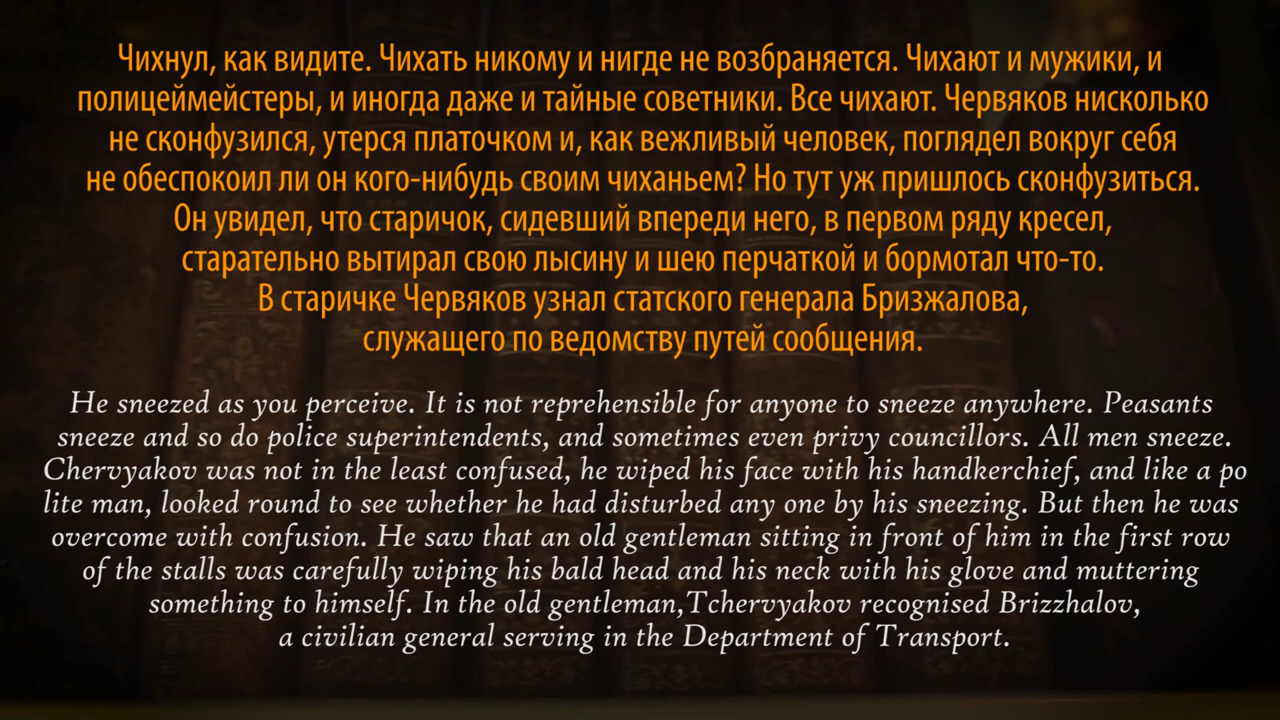 Чихнул, как видите. Чихать никому и нигде не возбраняется. Чихают и мужики, и
полицеймейстеры, и иногда даже и тайные советники. Все чихают. Червяков нисколько
не сконфузился, утерся платочком и, как вежливый человек, поглядел вокруг себя
не обеспокоил ли он кого-нибудь своим чиханьем? Но тут уж пришлось сконфузиться.
Он увидел, что старичок, сидевший впереди него, в первом ряду кресел,
старательно вытирал свою лысину и шею перчаткой и бормотал что-то.
В старичке Червяков узнал статского генерала Бризжалова,
служащего по ведомству путей сообщения.
He sneezed as you perceive. It is not reprehensible for anyone to sneeze anywhere. Peasants
sneeze and so do police superintendents, and sometimes even privy councillors. All men sneeze.
Chervyakov was not in the least confused, he wiped his face with his handkerchief, and like a po
lite man, looked round to see whether he had disturbed any one by his sneezing. But then he was
overcome with confusion. He saw that an old gentleman sitting in front of him in the first row
of the stalls was carefully wiping his bald head and his neck with his glove and muttering
something to himself. In the old gentleman,Tchervyakov recognised Brizzhalov,
a civilian general serving in the Department of Transport.